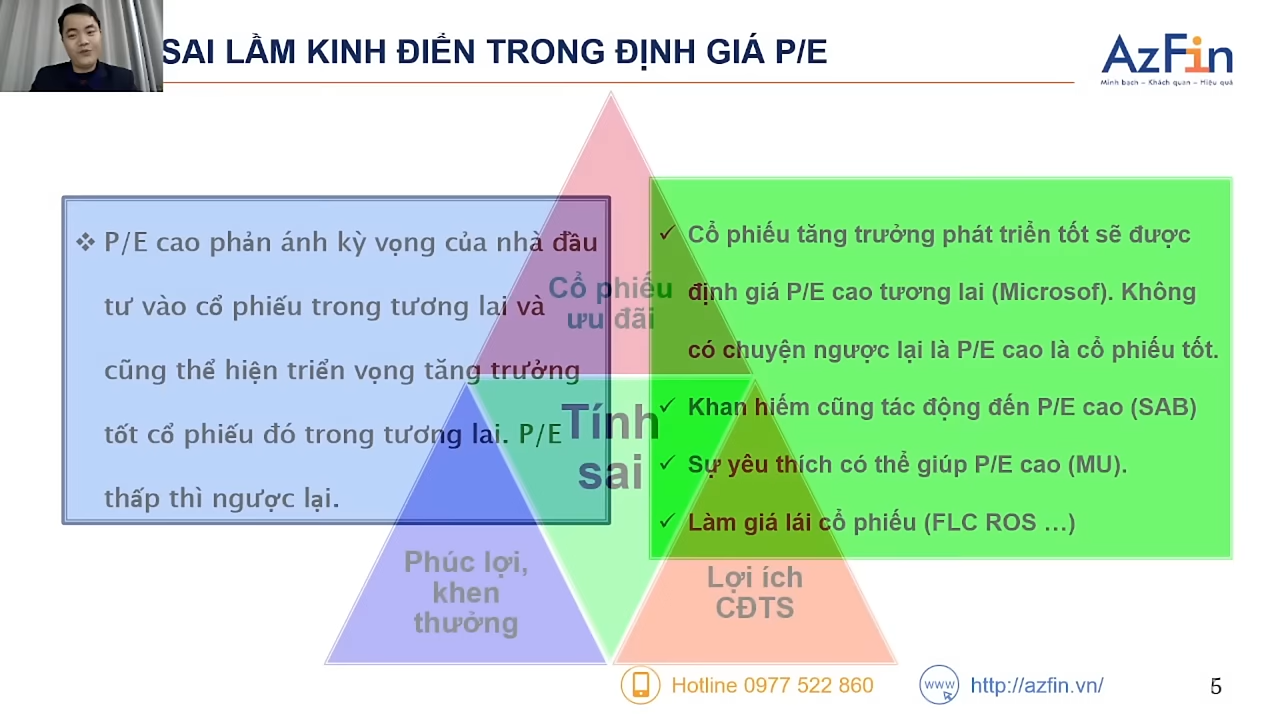 SAI LẦM KINH ĐIỂN TRONG ĐỊNH GIÁ P/E
AzFin
Minh bạch – Khách quan – Hiệu quả
❖ P/E cao phản ánh kỳ vọng của nhà đầu
tư vào cổ phiếu trong tương lai và
cũng thể hiện triển vọng tăng trưởng
tốt cổ phiếu đó trong tương lai. P/E
thấp thì ngược lại.
Cổ phiếu
ưu đãi
Tính
sai
Phúc lợi,
khen
thưởng
Lợi ích
CĐTS
✓ Cổ phiếu tăng trưởng phát triển tốt sẽ được
định giá P/E cao tương lai (Microsof). Không
có chuyện ngược lại là P/E cao là cổ phiếu tốt.
✓ Khan hiếm cũng tác động đến P/E cao (SAB)
✓ Sự yêu thích có thể giúp P/E cao (MU).
✓ Làm giá lái cổ phiếu (FLC ROS …)
Hotline 0977 522 860
www
http://azfin.vn/
5